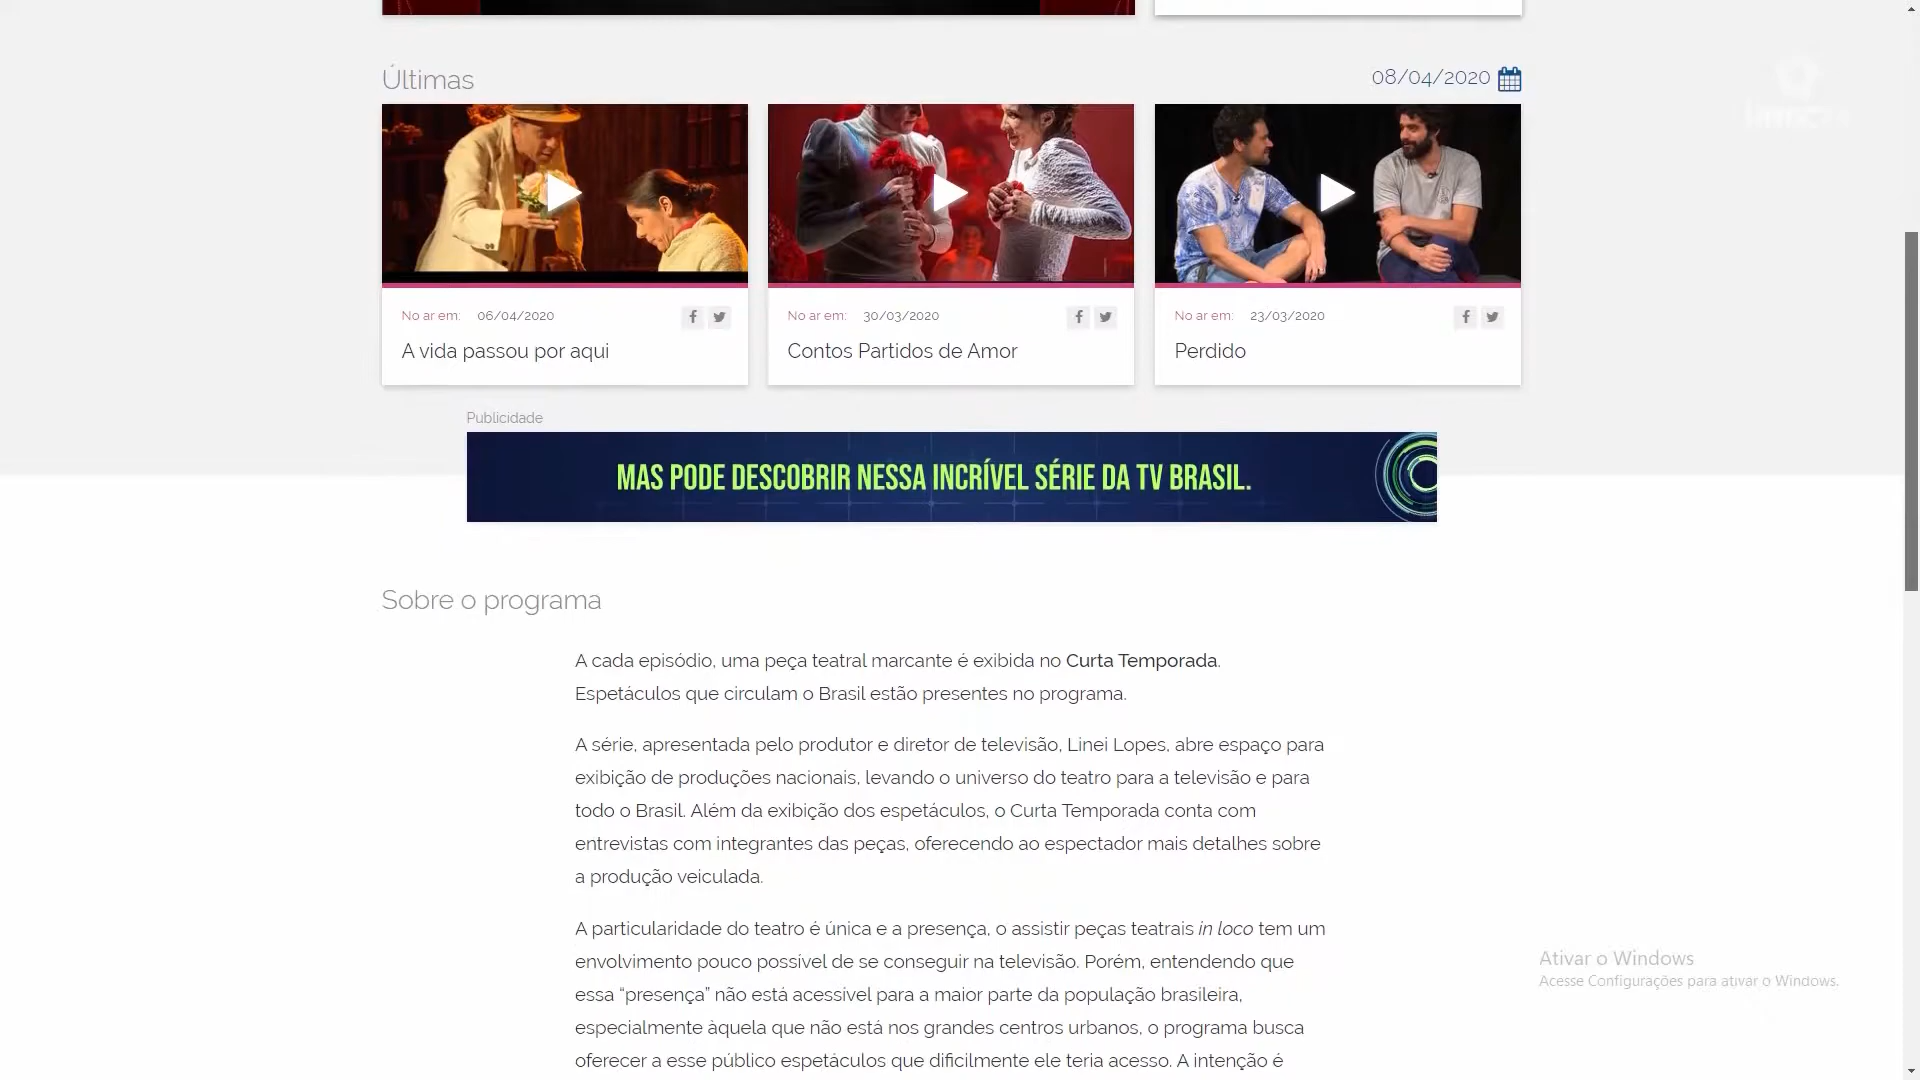 Últimas
08/04/2020
No ar em: 06/04/2020
A vida passou por aqui
No ar em: 30/03/2020
Contos Partidos de Amor
No ar em: 23/03/2020
Perdido
Publicidade
MAS PODE DESCOBRIR NESSA INCRÍVEL SÉRIE DA TV BRASIL.
Sobre o programa
A cada episódio, uma peça teatral marcante é exibida no Curta Temporada.
Espetáculos que circulam o Brasil estão presentes no programa.
A série, apresentada pelo produtor e diretor de televisão, Linei Lopes, abre espaço para
exibição de produções nacionais, levando o universo do teatro para a televisão e para
todo o Brasil. Além da exibição dos espetáculos, o Curta Temporada conta com
entrevistas com integrantes das peças, oferecendo ao espectador mais detalhes sobre
a produção veiculada.
A particularidade do teatro é única e a presença, o assistir peças teatrais in loco tem um
envolvimento pouco possível de se conseguir na televisão. Porém, entendendo que
essa “presença” não está acessível para a maior parte da população brasileira,
especialmente àquela que não está nos grandes centros urbanos, o programa busca
oferecer a esse público espetáculos que dificilmente ele teria acesso. A intenção é
Ativar o Windows
Acesse Configurações para ativar o Windows.